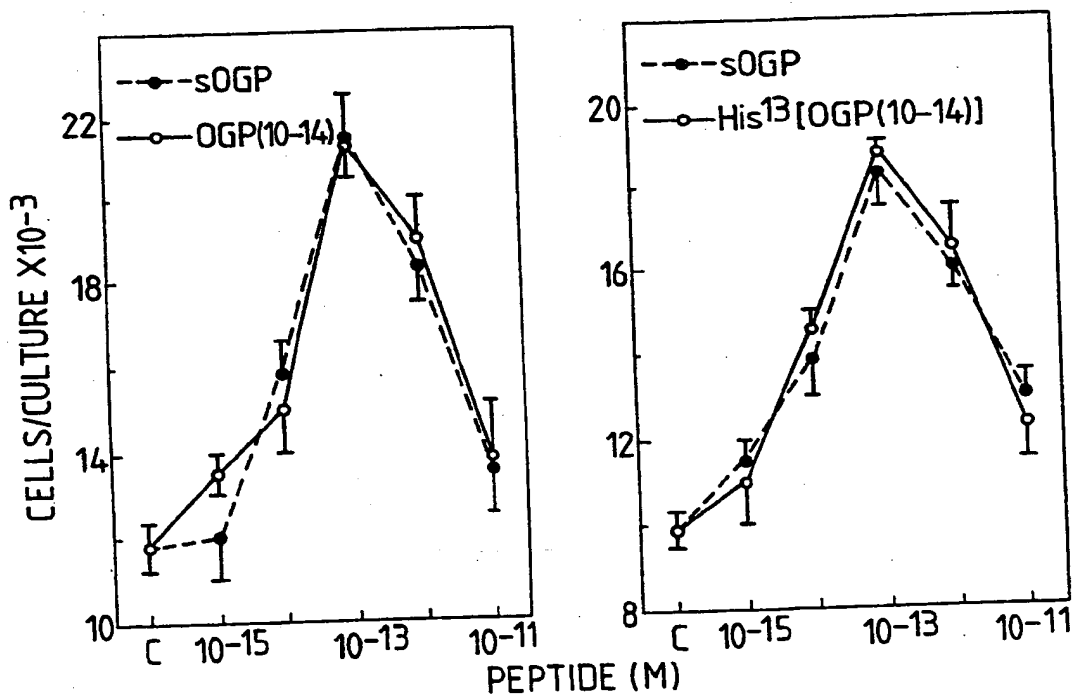 sOGP
OGP(10-14)
22
18
14
10
C 10-15 10-13 10-11
sOGP
His13[OGP(10-14)]
20
16
12
8
C 10-15 10-13 10-11
CELLS/CULTURE X10-3
PEPTIDE (M)